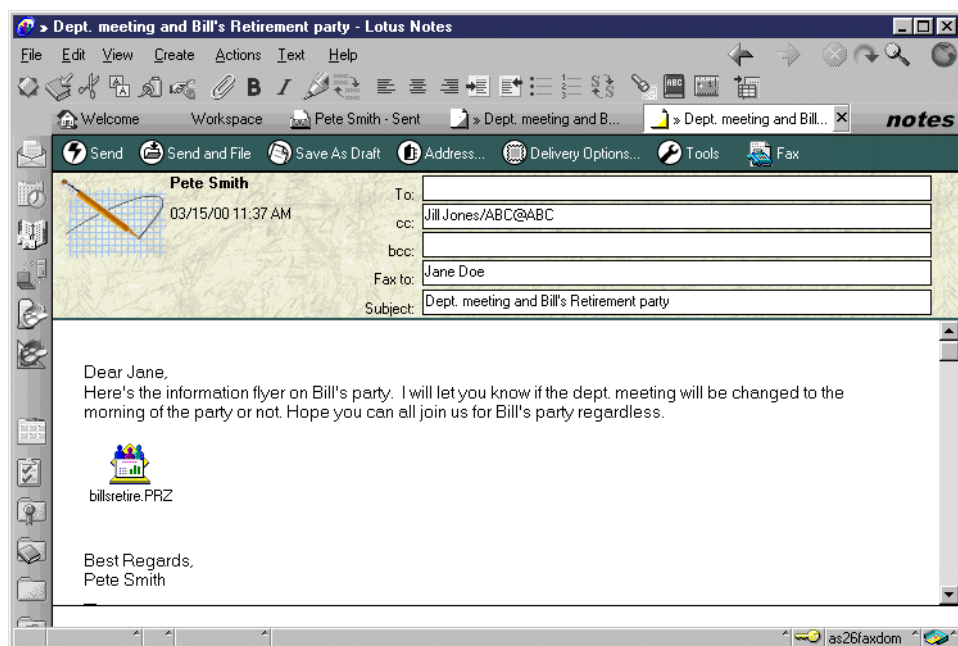 » Dept. meeting and Bill's Retirement party - Lotus Notes
File Edit View Create Actions Text Help
B I ABC
Welcome Workspace Pete Smith - Sent » Dept. meeting and B... » Dept. meeting and Bill... notes
Send Send and File Save As Draft Address... Delivery Options... Tools Fax
Pete Smith
03/15/00 11:37 AM
To:
cc: Jill Jones/ABC@ABC
bcc:
Fax to: Jane Doe
Subject: Dept. meeting and Bill's Retirement party
Dear Jane,
Here's the information flyer on Bill's party. I will let you know if the dept. meeting will be changed to the
morning of the party or not. Hope you can all join us for Bill's party regardless.
billsretire.PRZ
Best Regards,
Pete Smith
as26faxdom